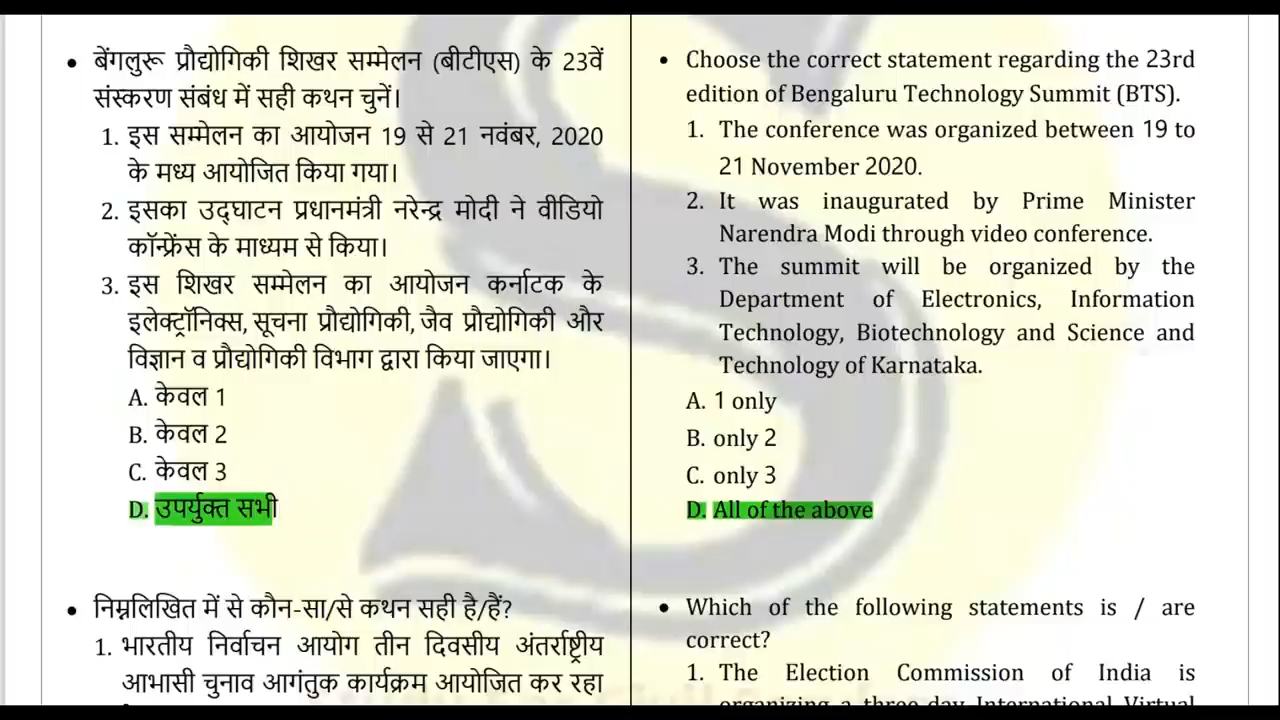 • बेंगलुरू प्रौद्योगिकी शिखर सम्मेलन (बीटीएस) के 23वें
संस्करण संबंध में सही कथन चुनें।
1. इस सम्मेलन का आयोजन 19 से 21 नवंबर, 2020
के मध्य आयोजित किया गया।
2. इसका उद्घाटन प्रधानमंत्री नरेन्द्र मोदी ने वीडियो
कॉन्फ्रेंस के माध्यम से किया।
3. इस शिखर सम्मेलन का आयोजन कर्नाटक के
इलेक्ट्रॉनिक्स, सूचना प्रौद्योगिकी, जैव प्रौद्योगिकी और
विज्ञान व प्रौद्योगिकी विभाग द्वारा किया जाएगा।
A. केवल 1
B. केवल 2
C. केवल 3
D. उपर्युक्त सभी
• निम्नलिखित में से कौन-सा/से कथन सही है/हैं?
1. भारतीय निर्वाचन आयोग तीन दिवसीय अंतर्राष्ट्रीय
आभासी चुनाव आगंतुक कार्यक्रम आयोजित कर रहा
• Choose the correct statement regarding the 23rd
edition of Bengaluru Technology Summit (BTS).
1. The conference was organized between 19 to
21 November 2020.
2. It was inaugurated by Prime Minister
Narendra Modi through video conference.
3. The summit will be organized by the
Department of Electronics, Information
Technology, Biotechnology and Science and
Technology of Karnataka.
A. 1 only
B. only 2
C. only 3
D. All of the above
• Which of the following statements is / are
correct?
1. The Election Commission of India is
organizing a three-day International Virtual